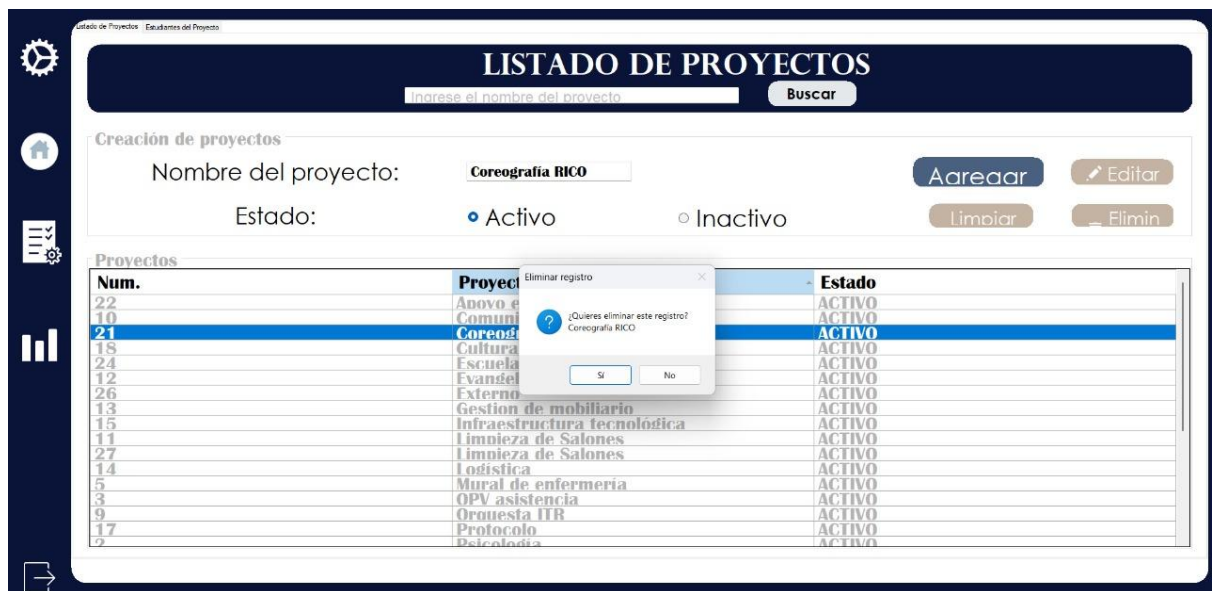 Listado de Proyectos Estudiantes del Proyecto
LISTADO DE PROYECTOS
Ingrese el nombre del proyecto Buscar
Creación de proyectos
Nombre del proyecto: Coreografía RICO Agregar Editar
Estado: Activo Inactivo Limpiar Elimin
Proyectos
Num. Proyect Estado
22 Apoyo e ACTIVO
10 Comuni ACTIVO
21 Coreogr ACTIVO
18 Cultura ACTIVO
24 Escuela ACTIVO
12 Evangel ACTIVO
26 Externo ACTIVO
13 Gestion de mobiliario ACTIVO
15 Infraestructura tecnológica ACTIVO
11 Limpieza de Salones ACTIVO
27 Limpieza de Salones ACTIVO
14 Logística ACTIVO
5 Mural de enfermería ACTIVO
3 OPV asistencia ACTIVO
9 Orquesta ITR ACTIVO
17 Protocolo ACTIVO
2 Psicología ACTIVO
Eliminar registro
¿Quieres eliminar este registro?
Coreografía RICO
Sí No